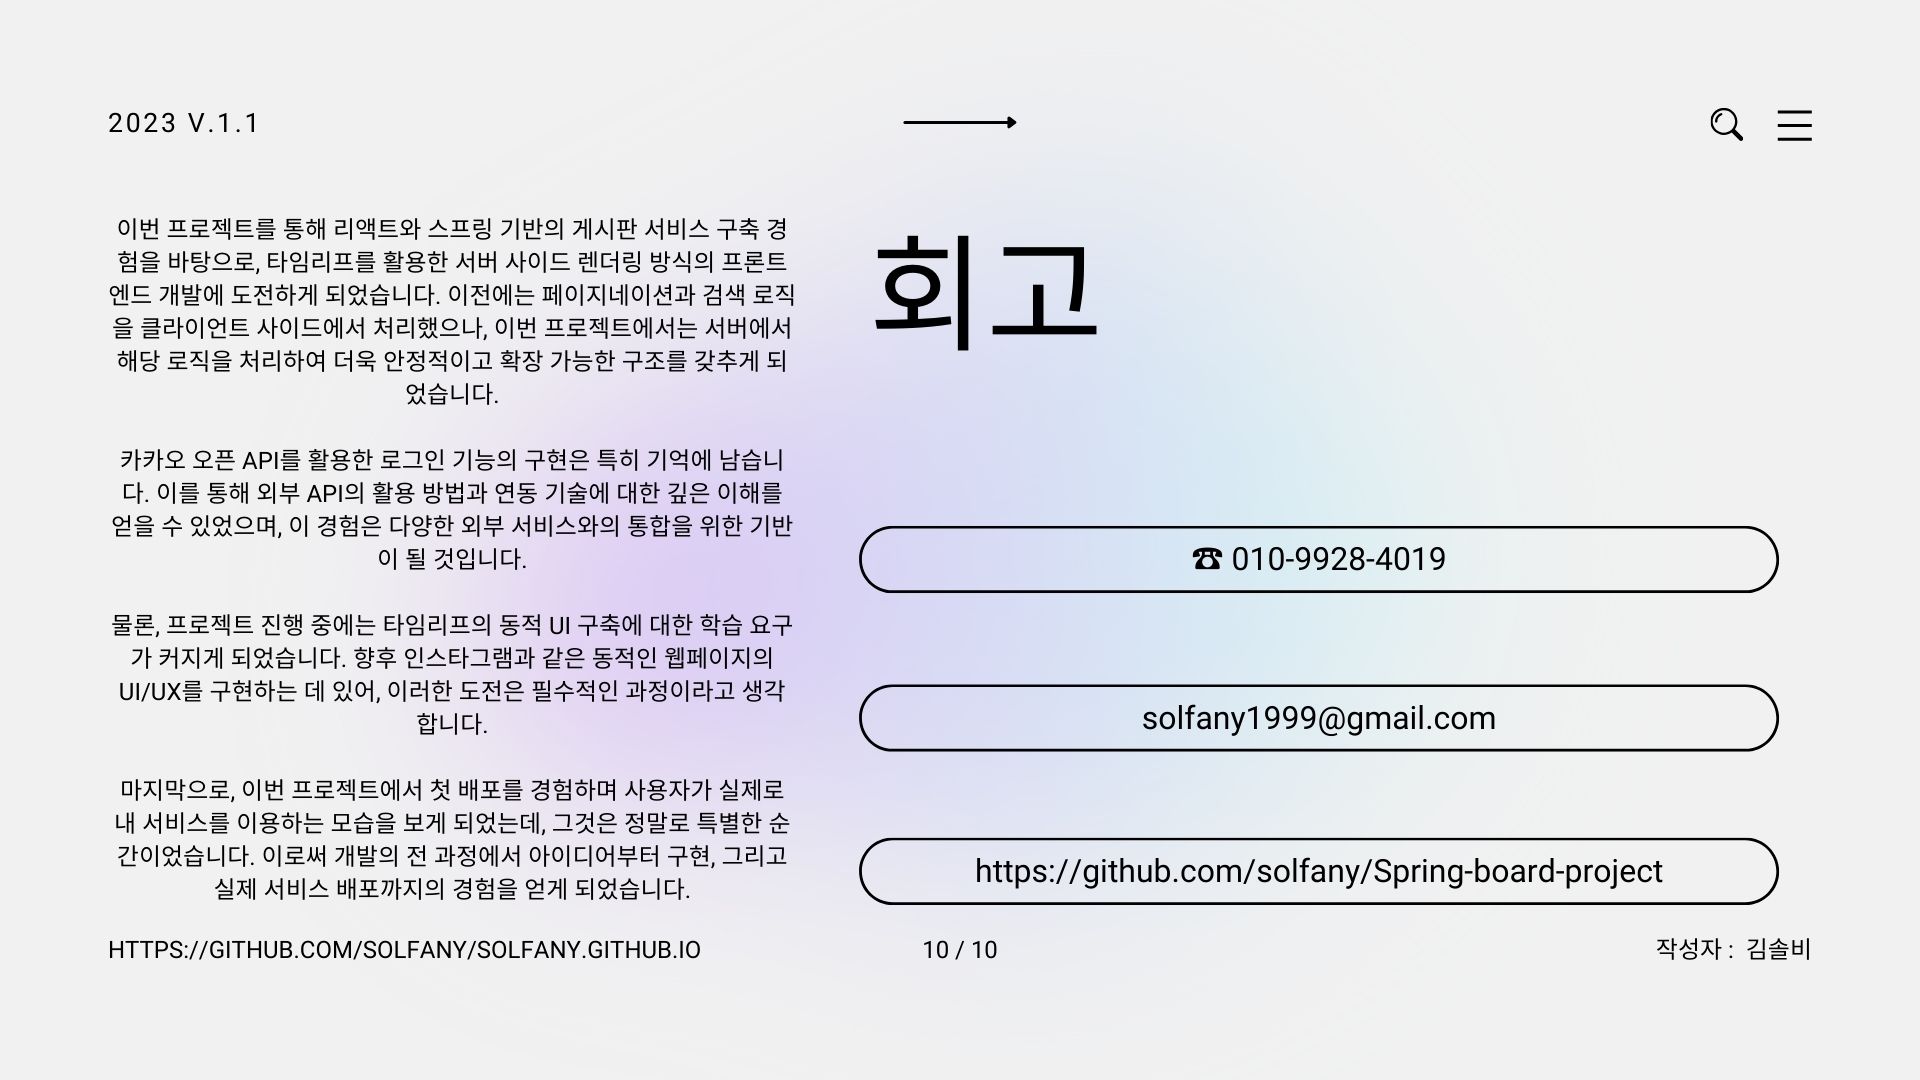 2023 V.1.1
이번 프로젝트를 통해 리액트와 스프링 기반의 게시판 서비스 구축 경
험을 바탕으로, 타임리프를 활용한 서버 사이드 렌더링 방식의 프론트
엔드 개발에 도전하게 되었습니다. 이전에는 페이지네이션과 검색 로직
을 클라이언트 사이드에서 처리했으나, 이번 프로젝트에서는 서버에서
해당 로직을 처리하여 더욱 안정적이고 확장 가능한 구조를 갖추게 되
었습니다.
카카오 오픈 API를 활용한 로그인 기능의 구현은 특히 기억에 남습니
다. 이를 통해 외부 API의 활용 방법과 연동 기술에 대한 깊은 이해를
얻을 수 있었으며, 이 경험은 다양한 외부 서비스와의 통합을 위한 기반
이 될 것입니다.
물론, 프로젝트 진행 중에는 타임리프의 동적 UI 구축에 대한 학습 요구
가 커지게 되었습니다. 향후 인스타그램과 같은 동적인 웹페이지의
UI/UX를 구현하는 데 있어, 이러한 도전은 필수적인 과정이라고 생각
합니다.
마지막으로, 이번 프로젝트에서 첫 배포를 경험하며 사용자가 실제로
내 서비스를 이용하는 모습을 보게 되었는데, 그것은 정말로 특별한 순
간이었습니다. 이로써 개발의 전 과정에서 아이디어부터 구현, 그리고
실제 서비스 배포까지의 경험을 얻게 되었습니다.
회고
☎ 010-9928-4019
solfany1999@gmail.com
https://github.com/solfany/Spring-board-project
HTTPS://GITHUB.COM/SOLFANY/SOLFANY.GITHUB.IO
10 / 10
작성자 : 김솔비